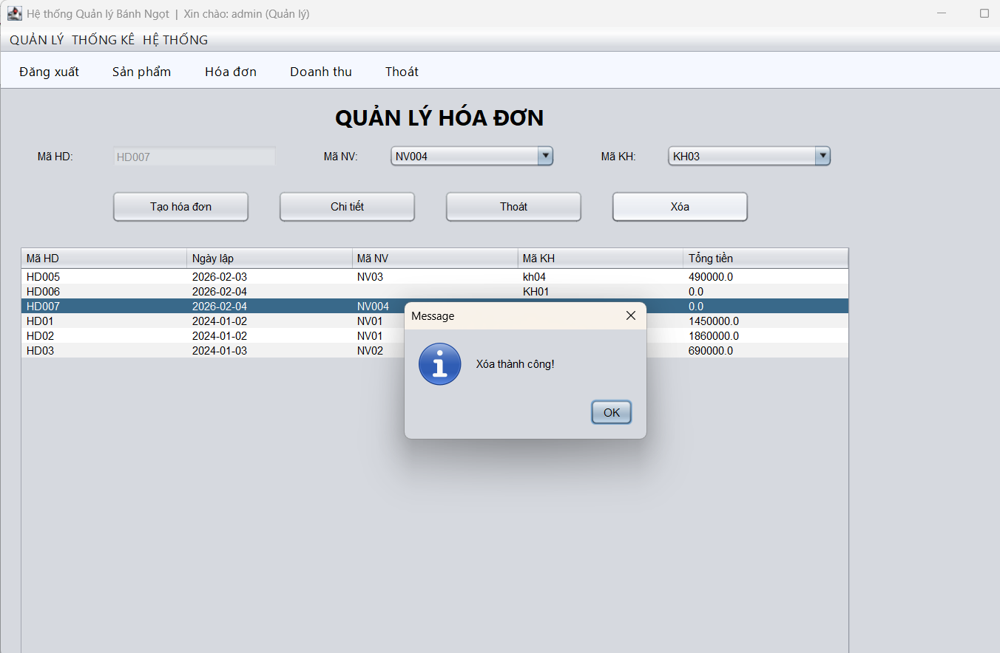 Hệ thống Quản lý Bánh Ngọt | Xin chào: admin (Quản lý)
QUẢN LÝ THỐNG KÊ HỆ THỐNG
Đăng xuất Sản phẩm Hóa đơn Doanh thu Thoát
QUẢN LÝ HÓA ĐƠN
Mã HD: HD007 Mã NV: NV004 Mã KH: KH03
Tạo hóa đơn Chi tiết Thoát Xóa
Mã HD Ngày lập Mã NV Mã KH Tổng tiền
HD005 2026-02-03 NV03 kh04 490000.0
HD006 2026-02-04 KH01 0.0
HD007 2026-02-04 NV004 0.0
HD01 2024-01-02 NV01 1450000.0
HD02 2024-01-02 NV01 1860000.0
HD03 2024-01-03 NV02 690000.0
Message
Xóa thành công!
OK